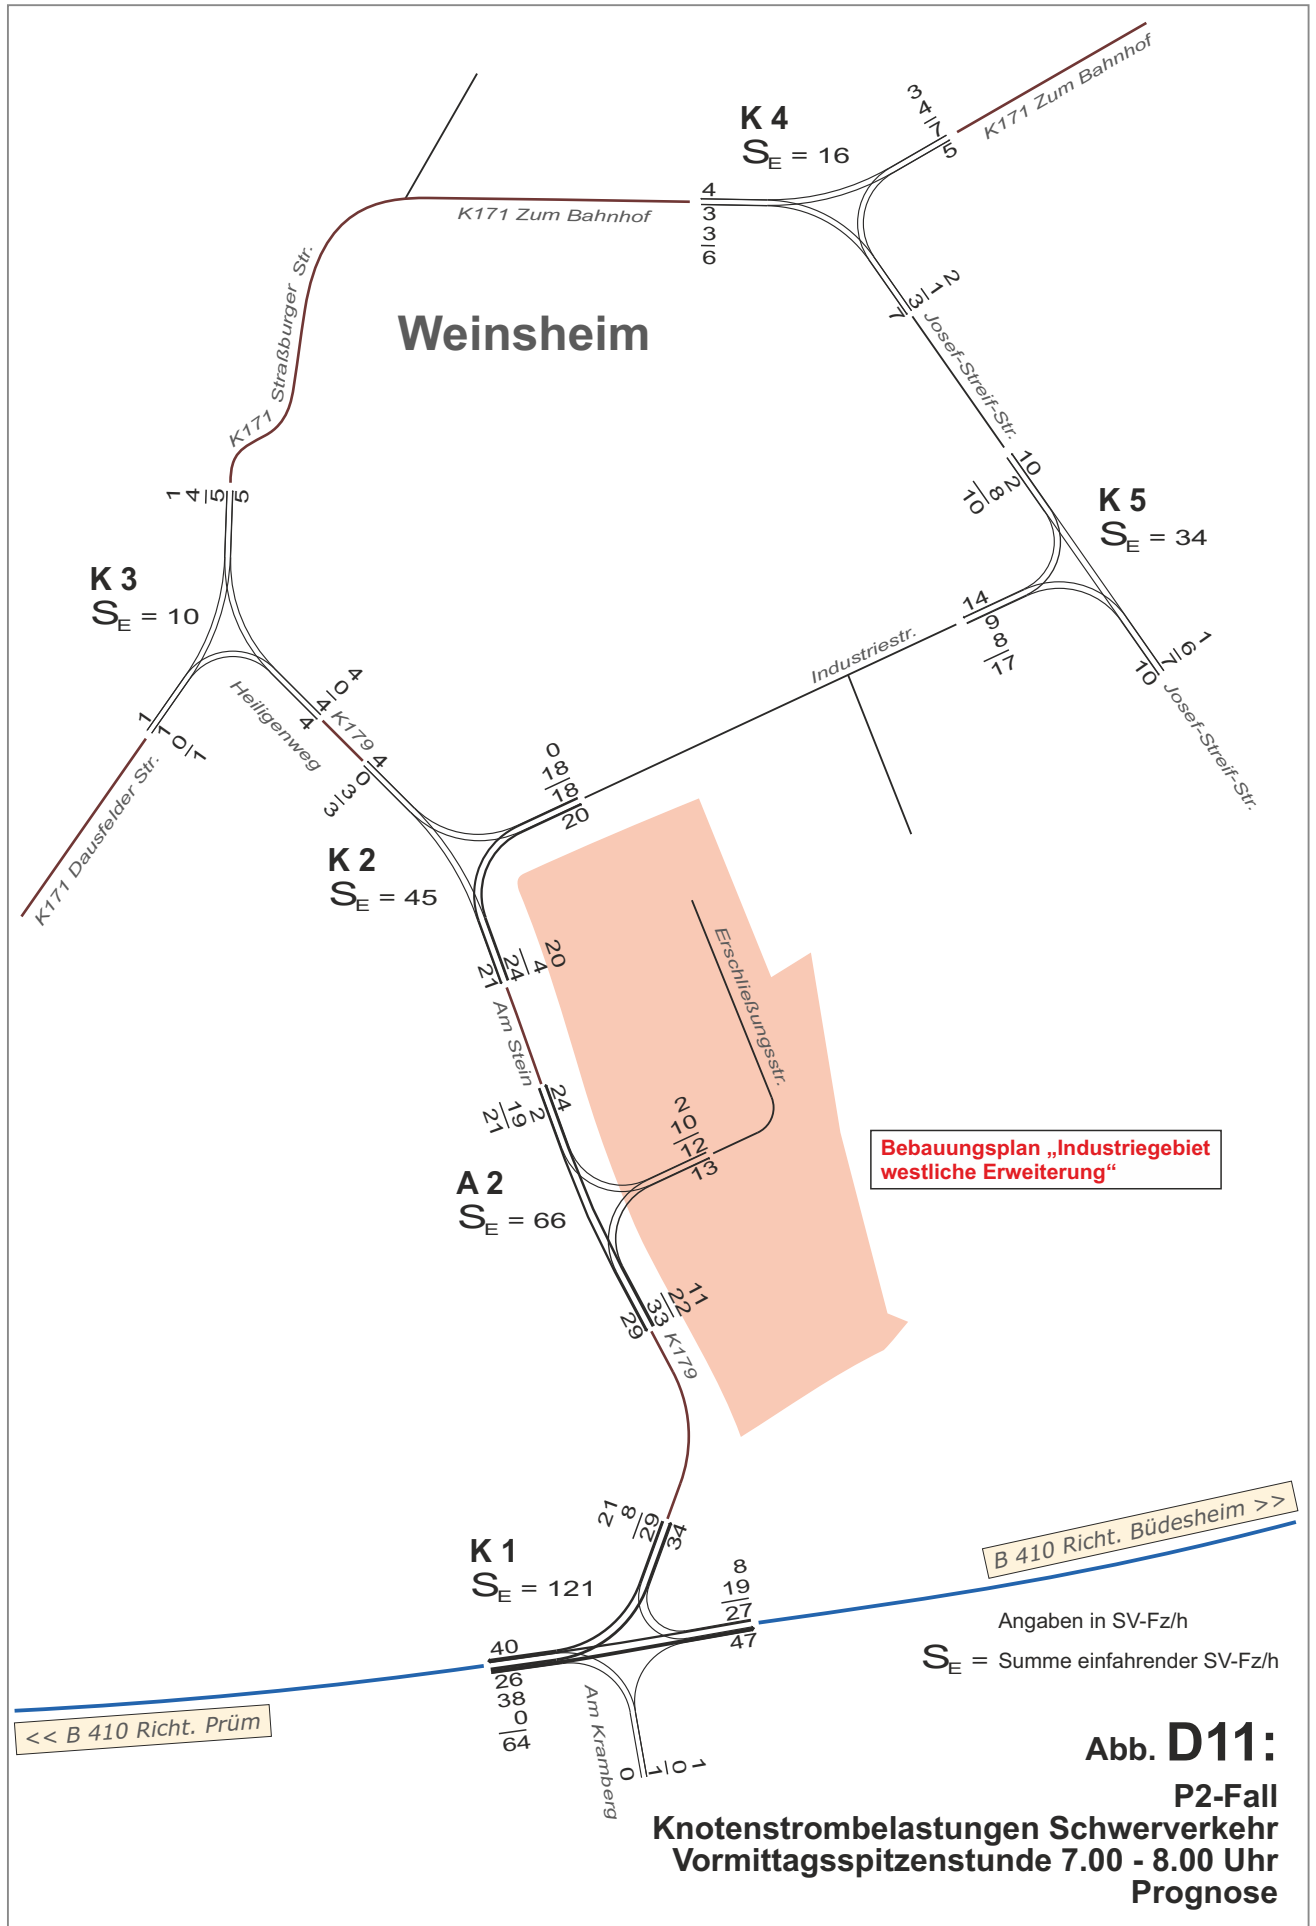 3
4
7
5
K171 Zum Bahnhof
K 4
SE = 16
4
3
3
6
K171 Zum Bahnhof
K171 Straßburger Str.
Weinsheim
2
1
3
7
Josef-Streif-Str.
10
2
8
10
K 5
SE = 34
1
4
5
5
K 3
SE = 10
14
9
8
17
Industriestr.
1
6
7
10
Josef-Streif-Str.
1
1
0
1
K171 Dausfelder Str.
Heiligenweg
4
0
4
4
K179
4
0
3
3
0
18
18
20
K 2
SE = 45
20
4
24
21
Am Stein
Erschließungsstr.
24
2
19
21
2
10
12
13
Bebauungsplan „Industriegebiet
westliche Erweiterung“
A 2
SE = 66
11
22
33
29
K179
21
8
29
34
B 410 Richt. Büdesheim >>
K 1
SE = 121
8
19
27
47
40
26
38
0
64
<< B 410 Richt. Prüm
Am Kramberg
0
1
0
1
Angaben in SV-Fz/h
SE = Summe einfahrender SV-Fz/h
Abb. D11:
P2-Fall
Knotenstrombelastungen Schwerverkehr
Vormittagsspitzenstunde 7.00 - 8.00 Uhr
Prognose